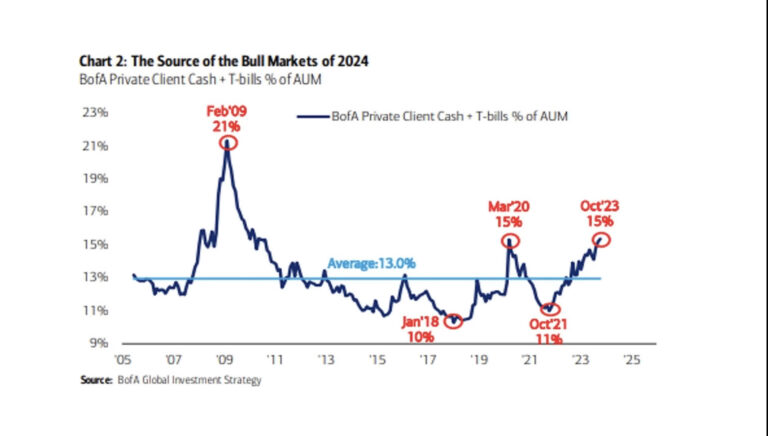 Chart 2: The Source of the Bull Markets of 2024
BofA Private Client Cash + T-bills % of AUM
23%
21%
19%
17%
15%
13%
11%
9%
Feb'09
21%
BofA Private Client Cash + T-bills % of AUM
Mar'20
15%
Oct'23
15%
Average:13.0%
Jan'18
10%
Oct'21
11%
'05 '07 '09 '11 '13 '15 '17 '19 '21 '23 '25
Source: BofA Global Investment Strategy